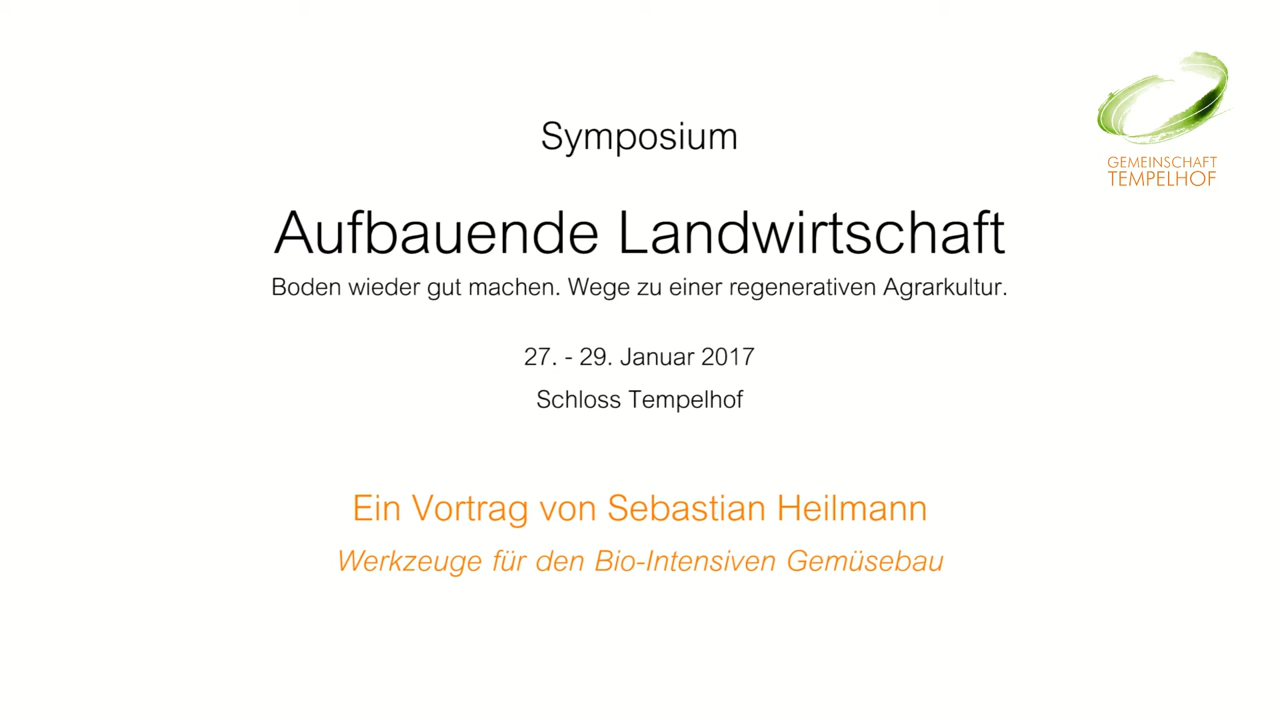 Symposium
GEMEINSCHAFT
TEMPELHOF
Aufbauende Landwirtschaft
Boden wieder gut machen. Wege zu einer regenerativen Agrarkultur.
27. - 29. Januar 2017
Schloss Tempelhof
Ein Vortrag von Sebastian Heilmann
Werkzeuge für den Bio-Intensiven Gemüsebau